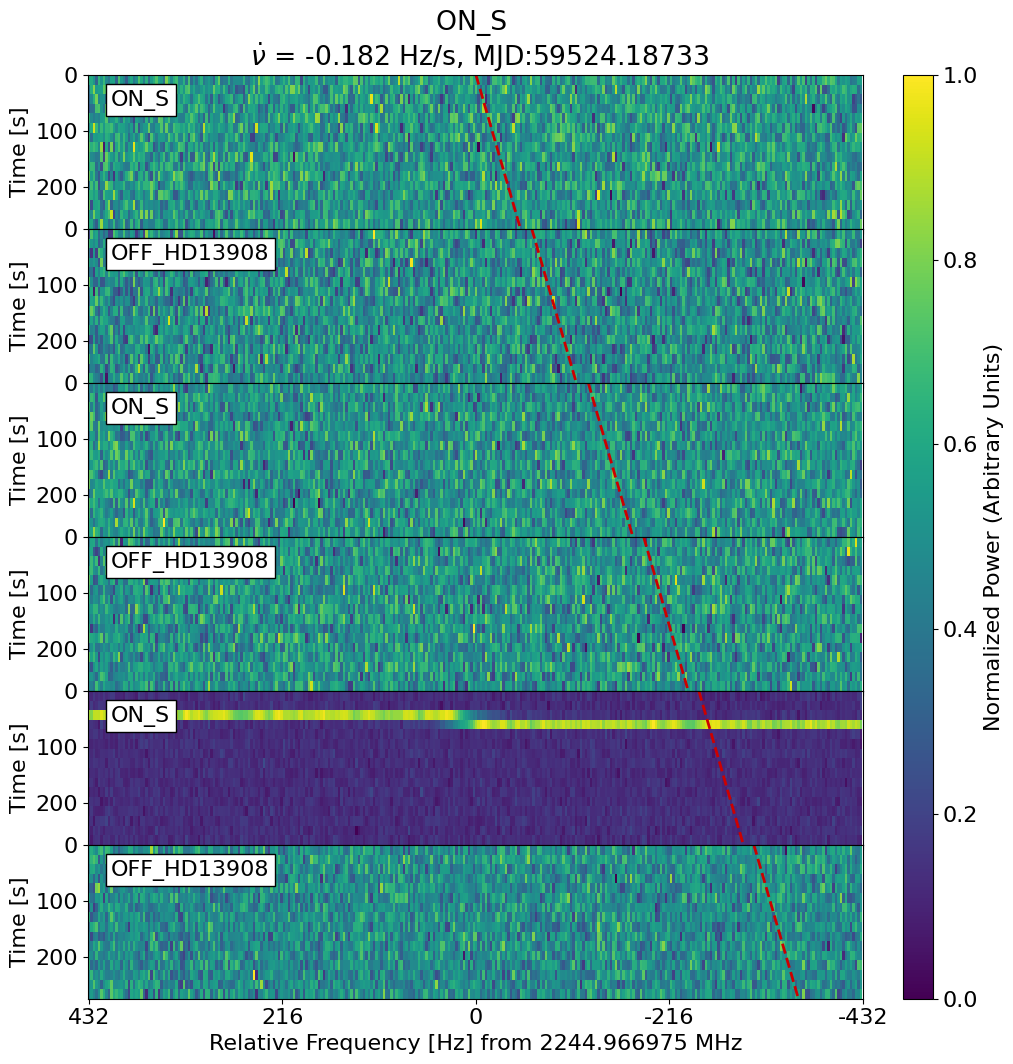 ON_S
ν̇ = -0.182 Hz/s, MJD:59524.18733
0
100
200
Time [s]
ON_S
0
100
200
Time [s]
OFF_HD13908
0
100
200
Time [s]
ON_S
0
100
200
Time [s]
OFF_HD13908
0
100
200
Time [s]
ON_S
0
100
200
Time [s]
OFF_HD13908
432 216 0 -216 -432
Relative Frequency [Hz] from 2244.966975 MHz
1.0
0.8
0.6
0.4
0.2
0.0
Normalized Power (Arbitrary Units)